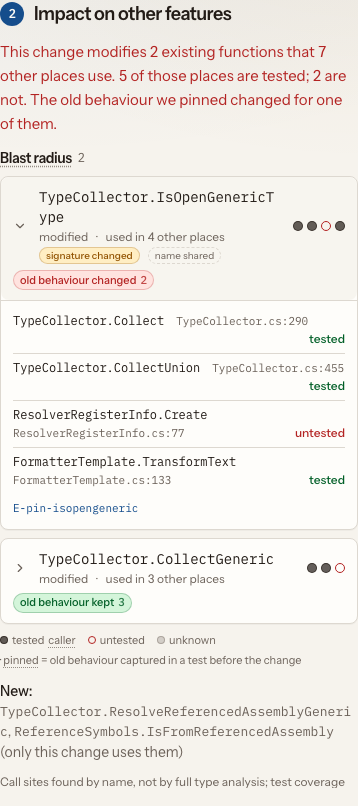 2 Impact on other features
This change modifies 2 existing functions that 7
other places use. 5 of those places are tested; 2 are
not. The old behaviour we pinned changed for one
of them.
Blast radius 2
TypeCollector.IsOpenGenericT
ype
modified · used in 4 other places
signature changed name shared
old behaviour changed 2
TypeCollector.Collect TypeCollector.cs:290
tested
TypeCollector.CollectUnion TypeCollector.cs:455
tested
ResolverRegisterInfo.Create
ResolverRegisterInfo.cs:77 untested
FormatterTemplate.TransformText
FormatterTemplate.cs:133 tested
E-pin-isopengeneric
TypeCollector.CollectGeneric
modified · used in 3 other places
old behaviour kept 3
tested caller untested unknown
· pinned = old behaviour captured in a test before the change
New:
TypeCollector.ResolveReferencedAssemblyGeneri
c, ReferenceSymbols.IsFromReferencedAssembly
(only this change uses them)
Call sites found by name, not by full type analysis; test coverage